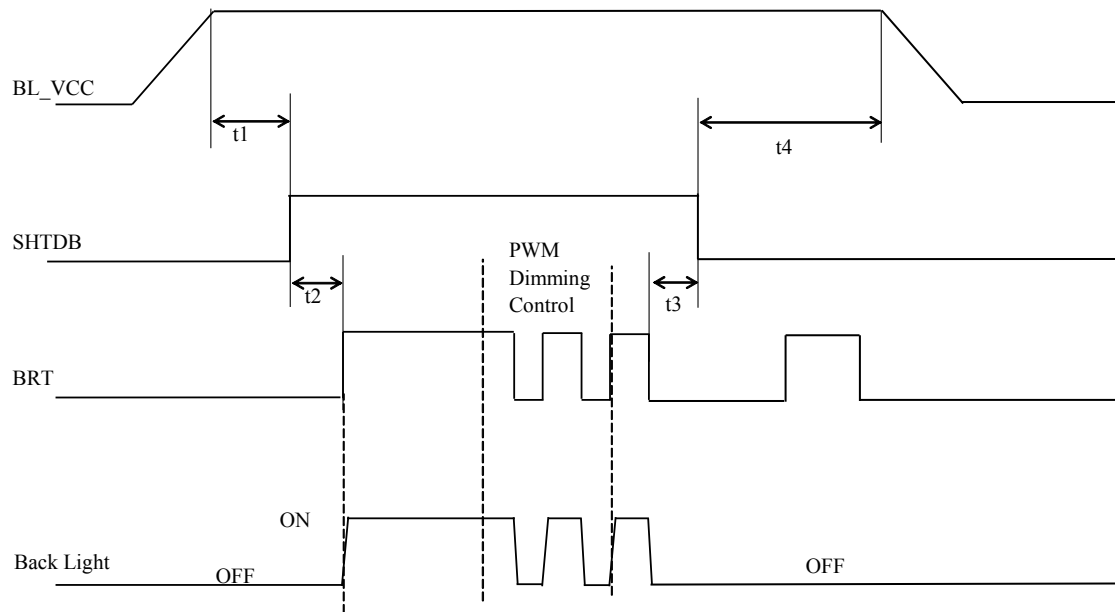 BL_VCC
t1
t4
SHTDB
PWM
Dimming
Control
t2
t3
BRT
ON
Back Light
OFF
OFF